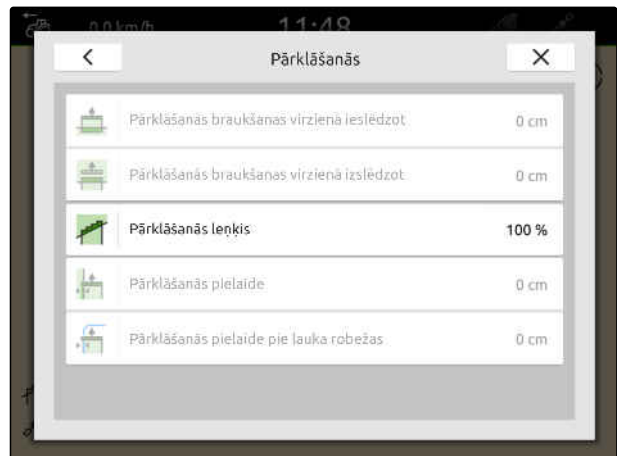 0.0 km/h 11:48
Pārklāšanās
Pārklāšanās braukšanas virzienā ieslēdzot 0 cm
Pārklāšanās braukšanas virzienā izslēdzot 0 cm
Pārklāšanās leņķis 100 %
Pārklāšanās pielaide 0 cm
Pārklāšanās pielaide pie lauka robežas 0 cm